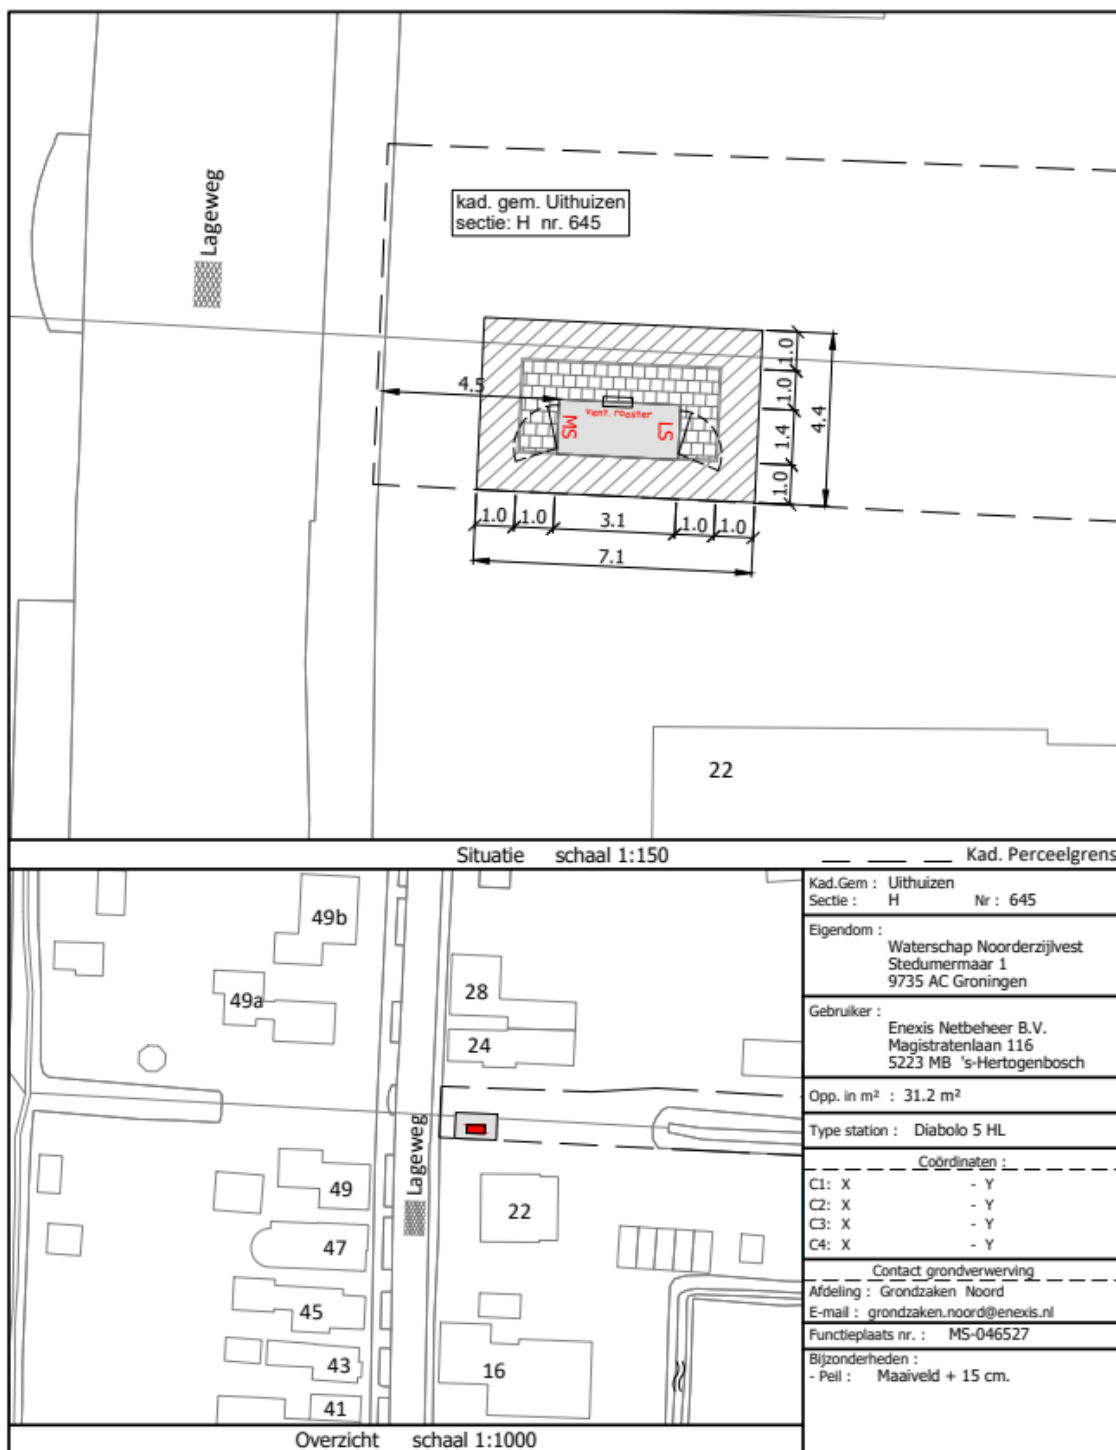 Lageweg
kad. gem. Uithuizen
sectie: H nr. 645
4.5
vent. rooster
MS
LS
1.0
1.0
1.4
1.0
4.4
1.0
1.0
3.1
1.0
1.0
7.1
22
Situatie schaal 1:150
Kad. Perceelgrens
49b
49a
28
24
Lageweg
49
22
47
45
43
16
41
Overzicht schaal 1:1000
Kad.Gem : Uithuizen
Sectie : H Nr : 645
Eigendom :
Waterschap Noorderzijlvest
Stedumermaar 1
9735 AC Groningen
Gebruiker :
Enexis Netbeheer B.V.
Magistratenlaan 116
5223 MB 's-Hertogenbosch
Opp. in m² : 31.2 m²
Type station : Diabolo 5 HL
Coördinaten :
C1: X - Y
C2: X - Y
C3: X - Y
C4: X - Y
Contact grondverwerving
Afdeling : Grondzaken Noord
E-mail : grondzaken.noord@enexis.nl
Functieplaats nr. : MS-046527
Bijzonderheden :
- Peil : Maaiveld + 15 cm.